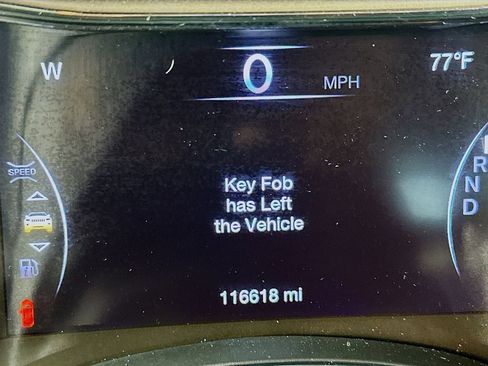 W
0
MPH
77°F
SPEED
Key Fob
has Left
the Vehicle
R
N
D
116618 mi